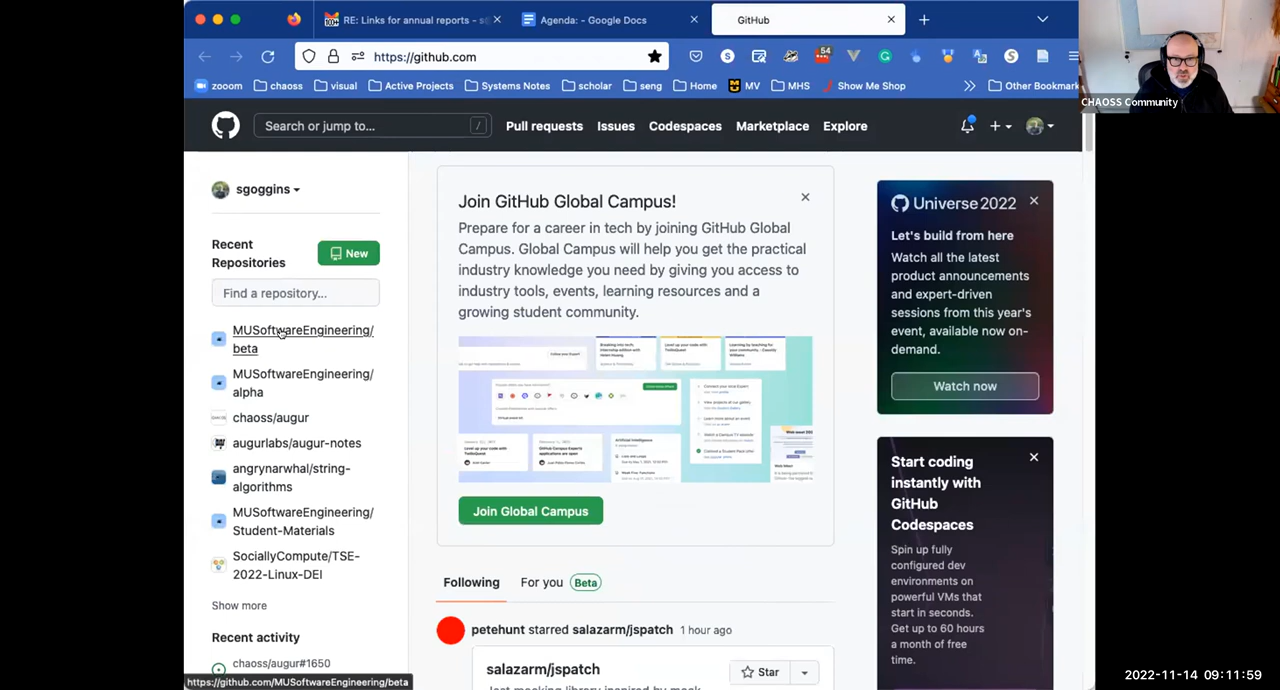 RE: Links for annual reports - s
Agenda: - Google Docs
GitHub
https://github.com
54
zooom
chaoss
visual
Active Projects
Systems Notes
scholar
seng
Home
MV
MHS
Show Me Shop
Other Bookmark
CHAOSS Community
Search or jump to...
/
Pull requests
Issues
Codespaces
Marketplace
Explore
sgoggins
Recent
Repositories
New
Find a repository...
MUSoftwareEngineering/
beta
MUSoftwareEngineering/
alpha
chaoss/augur
augurlabs/augur-notes
angrynarwhal/string-
algorithms
MUSoftwareEngineering/
Student-Materials
SociallyCompute/TSE-
2022-Linux-DEI
Show more
Recent activity
chaoss/augur#1650
https://github.com/MUSoftwareEngineering/beta
Join GitHub Global Campus!
Prepare for a career in tech by joining GitHub Global
Campus. Global Campus will help you get the practical
industry knowledge you need by giving you access to
industry tools, events, learning resources and a
growing student community.
Join Global Campus
Following
For you
Beta
petehunt starred salazarm/jspatch 1 hour ago
salazarm/jspatch
Star
Jest mocking library inspired by mock
Universe2022
Let's build from here
Watch all the latest
product announcements
and expert-driven
sessions from this year's
event, available now on-
demand.
Watch now
Start coding
instantly with
GitHub
Codespaces
Spin up fully
configured dev
environments on
powerful VMs that
start in seconds.
Get up to 60 hours
a month of free
time.
2022-11-14 09:11:59